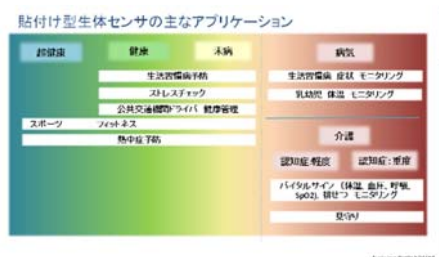 貼付け型生体センサの主なアプリケーション
超健康
健康
未病
病気
生活習慣病予防
ストレスチェック
公共交通機関ドライバ 健康管理
スポーツ フィットネス
熱中症予防
生活習慣病 症状 モニタリング
乳幼児 体温 モニタリング
介護
認知症:軽度
認知症:重度
バイタルサイン (体温、血圧、呼吸、
SpO2)、排せつ モニタリング
見守り